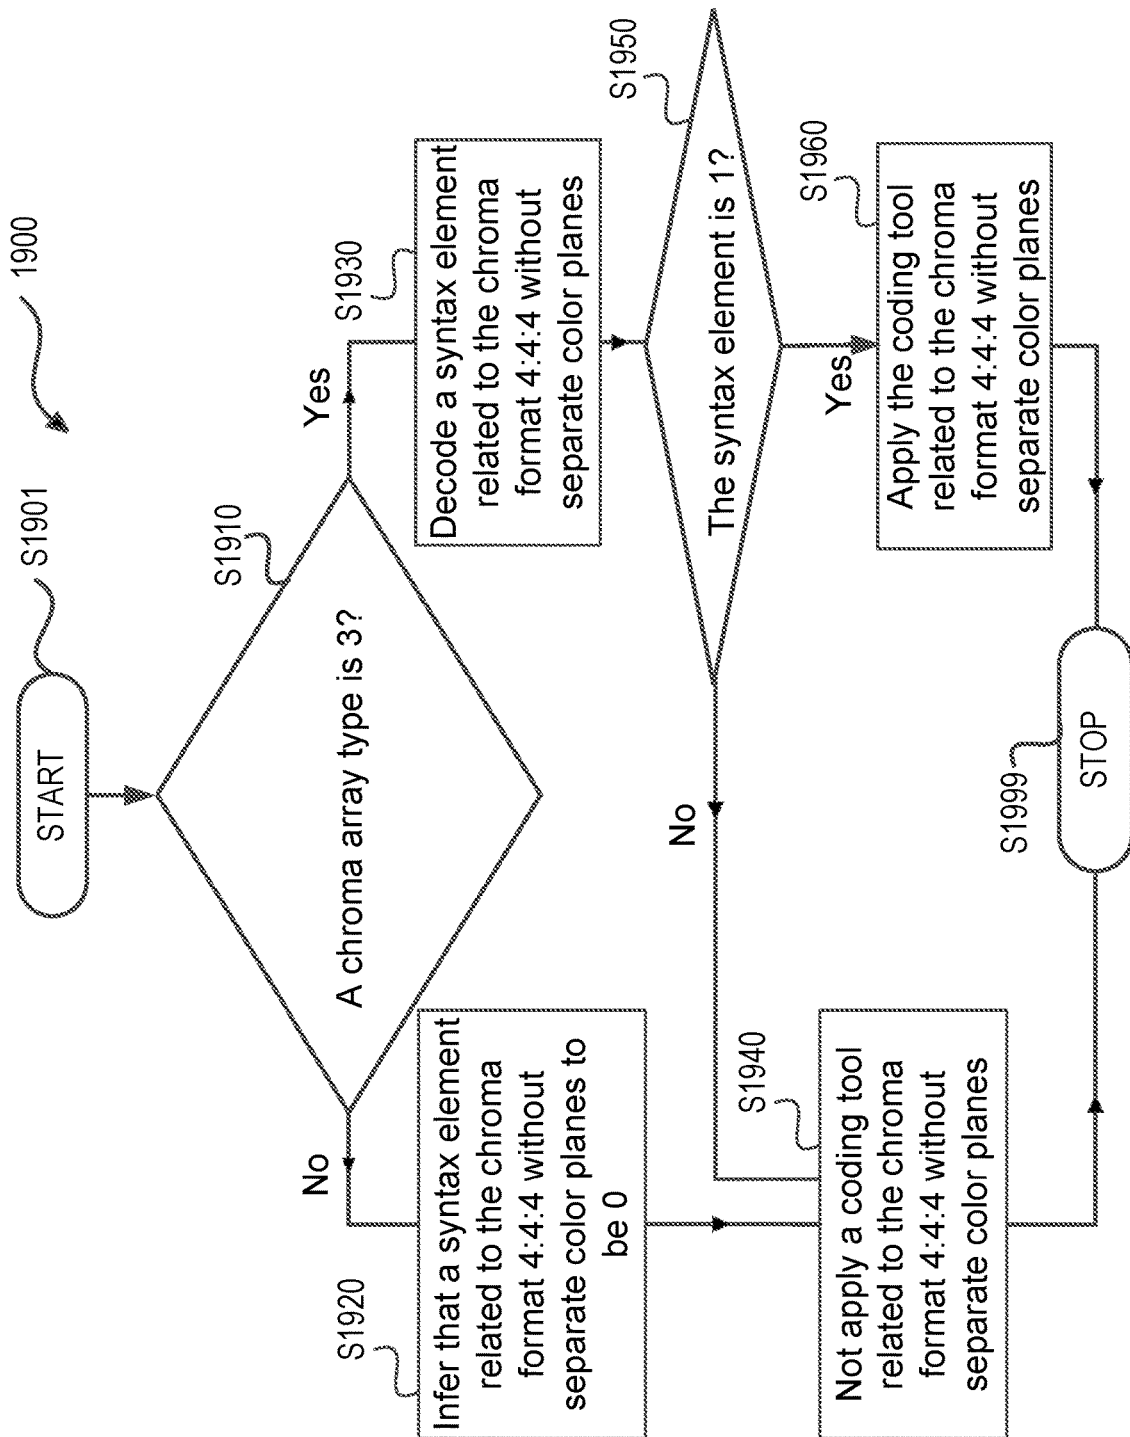 1900
S1901
START
S1910
A chroma array type is 3?
No
Yes
S1920
Infer that a syntax element
related to the chroma
format 4:4:4 without
separate color planes to
be 0
S1930
Decode a syntax element
related to the chroma
format 4:4:4 without
separate color planes
S1950
The syntax element is 1?
No
Yes
S1940
Not apply a coding tool
related to the chroma
format 4:4:4 without
separate color planes
S1960
Apply the coding tool
related to the chroma
format 4:4:4 without
separate color planes
S1999
STOP